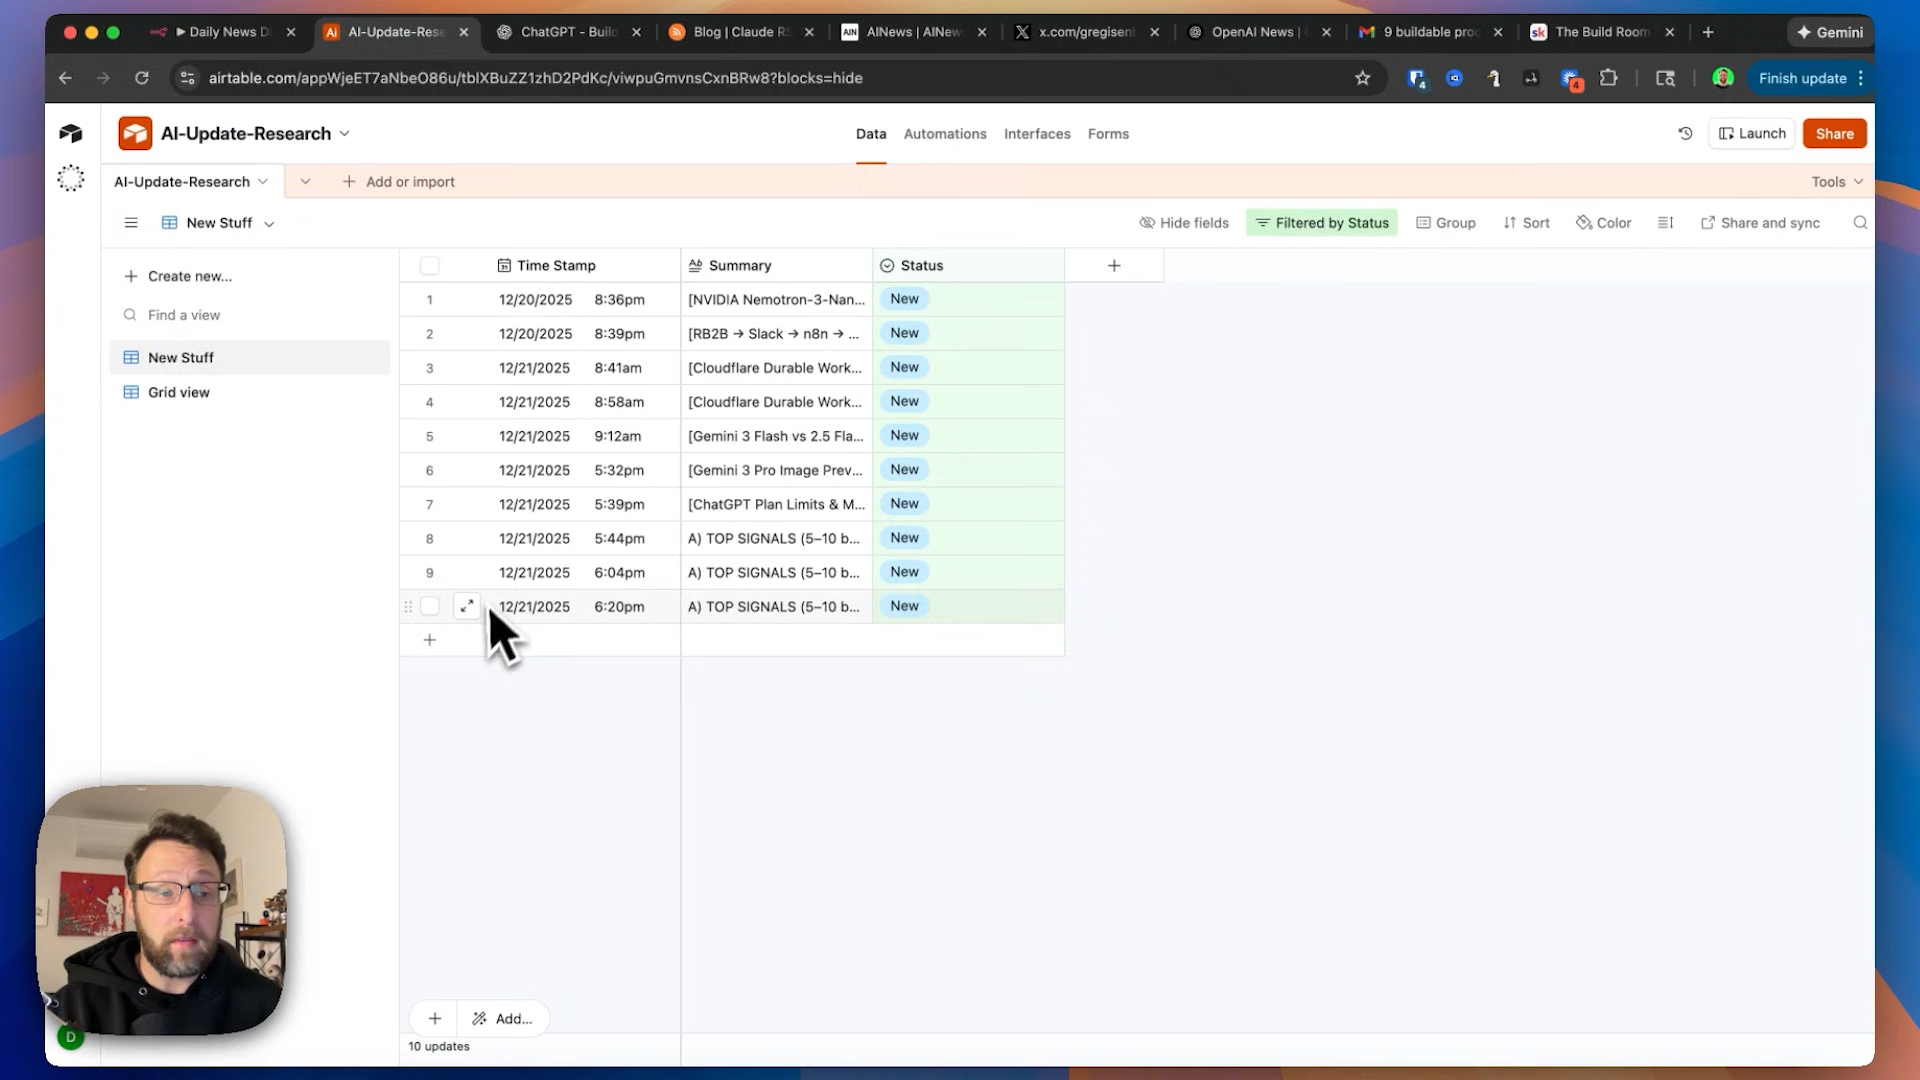 Daily News D
AI-Update-Rese
ChatGPT - Build
Blog | Claude RS
AINews | AINew
x.com/gregisen
OpenAI News |
9 buildable pro
The Build Room
Gemini
airtable.com/appWjeET7aNbeO86u/tblXBuZZ1zhD2PdKc/viwpuGmvnsCxnBRw8?blocks=hide
4
4
Finish update
AI-Update-Research
Data
Automations
Interfaces
Forms
Launch
Share
AI-Update-Research
Add or import
Tools
New Stuff
Hide fields
Filtered by Status
Group
Sort
Color
Share and sync
Create new...
Find a view
New Stuff
Grid view
Time Stamp Summary Status
1 12/20/2025 8:36pm [NVIDIA Nemotron-3-Nan... New
2 12/20/2025 8:39pm [RB2B → Slack → n8n → ... New
3 12/21/2025 8:41am [Cloudflare Durable Work... New
4 12/21/2025 8:58am [Cloudflare Durable Work... New
5 12/21/2025 9:12am [Gemini 3 Flash vs 2.5 Fla... New
6 12/21/2025 5:32pm [Gemini 3 Pro Image Prev... New
7 12/21/2025 5:39pm [ChatGPT Plan Limits & M... New
8 12/21/2025 5:44pm A) TOP SIGNALS (5–10 b... New
9 12/21/2025 6:04pm A) TOP SIGNALS (5–10 b... New
12/21/2025 6:20pm A) TOP SIGNALS (5–10 b... New
Add...
10 updates
D